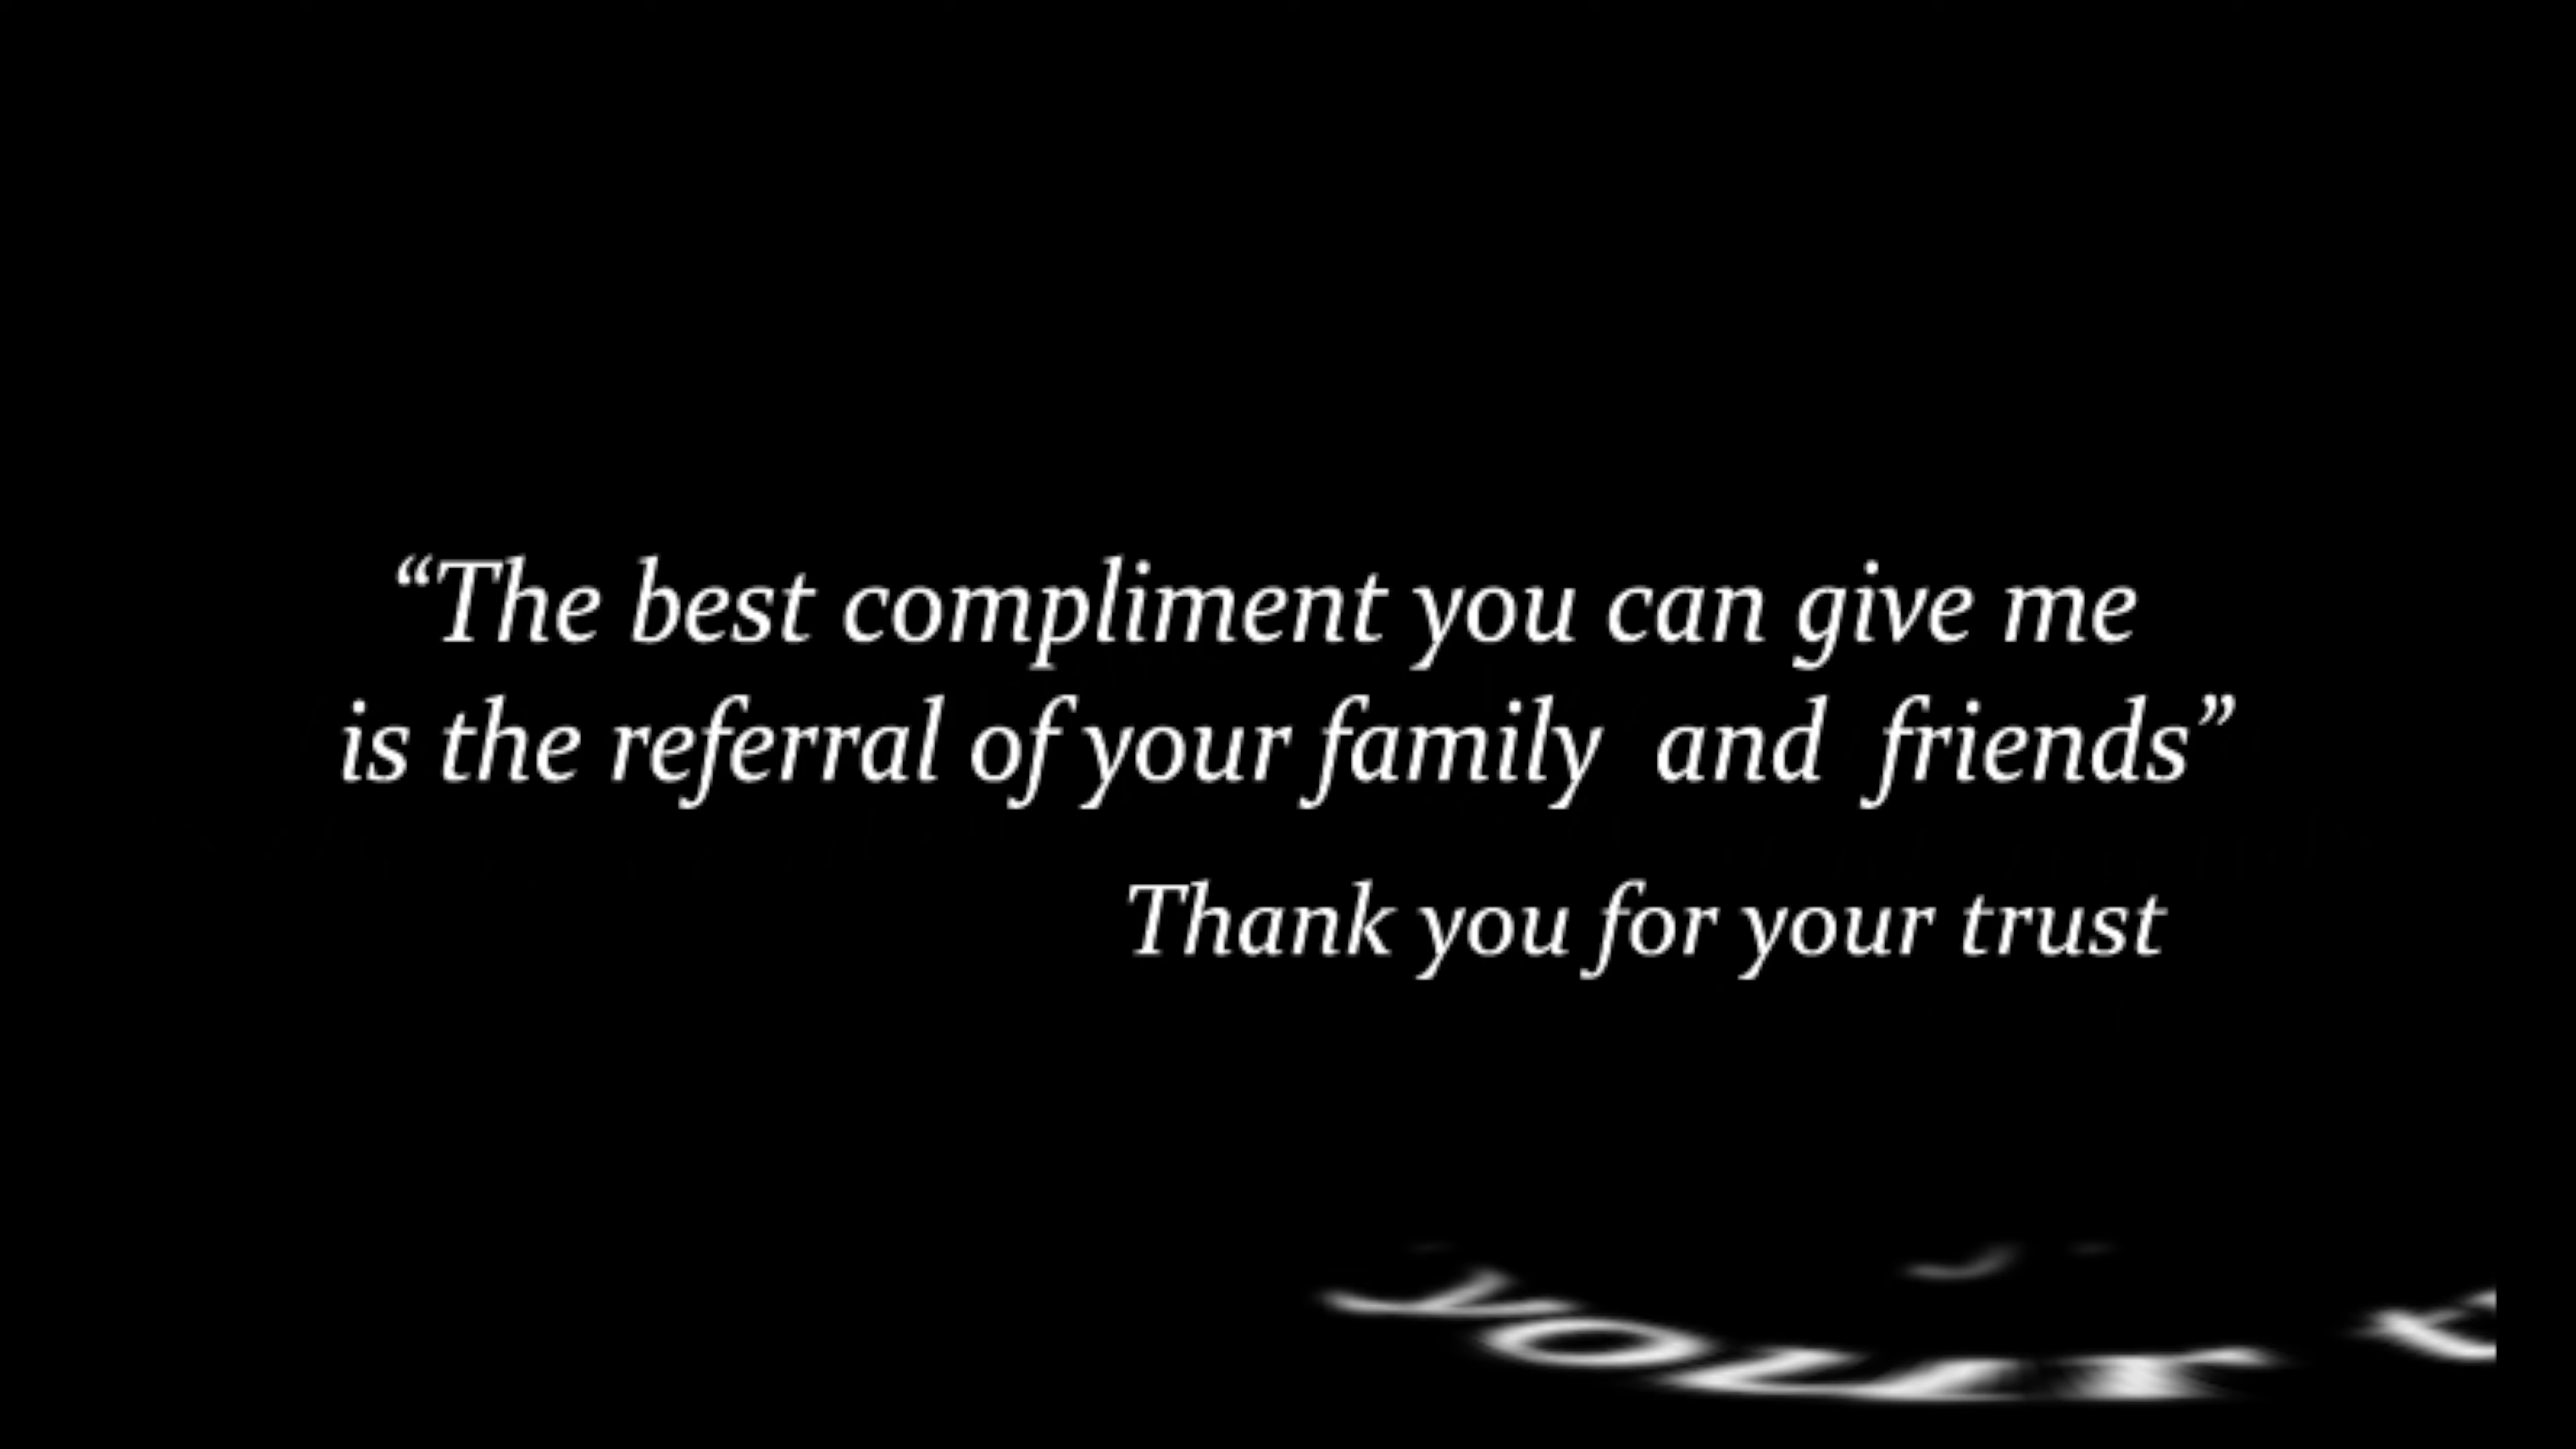 “The best compliment you can give me
is the referral of your family and friends”
Thank you for your trust
your